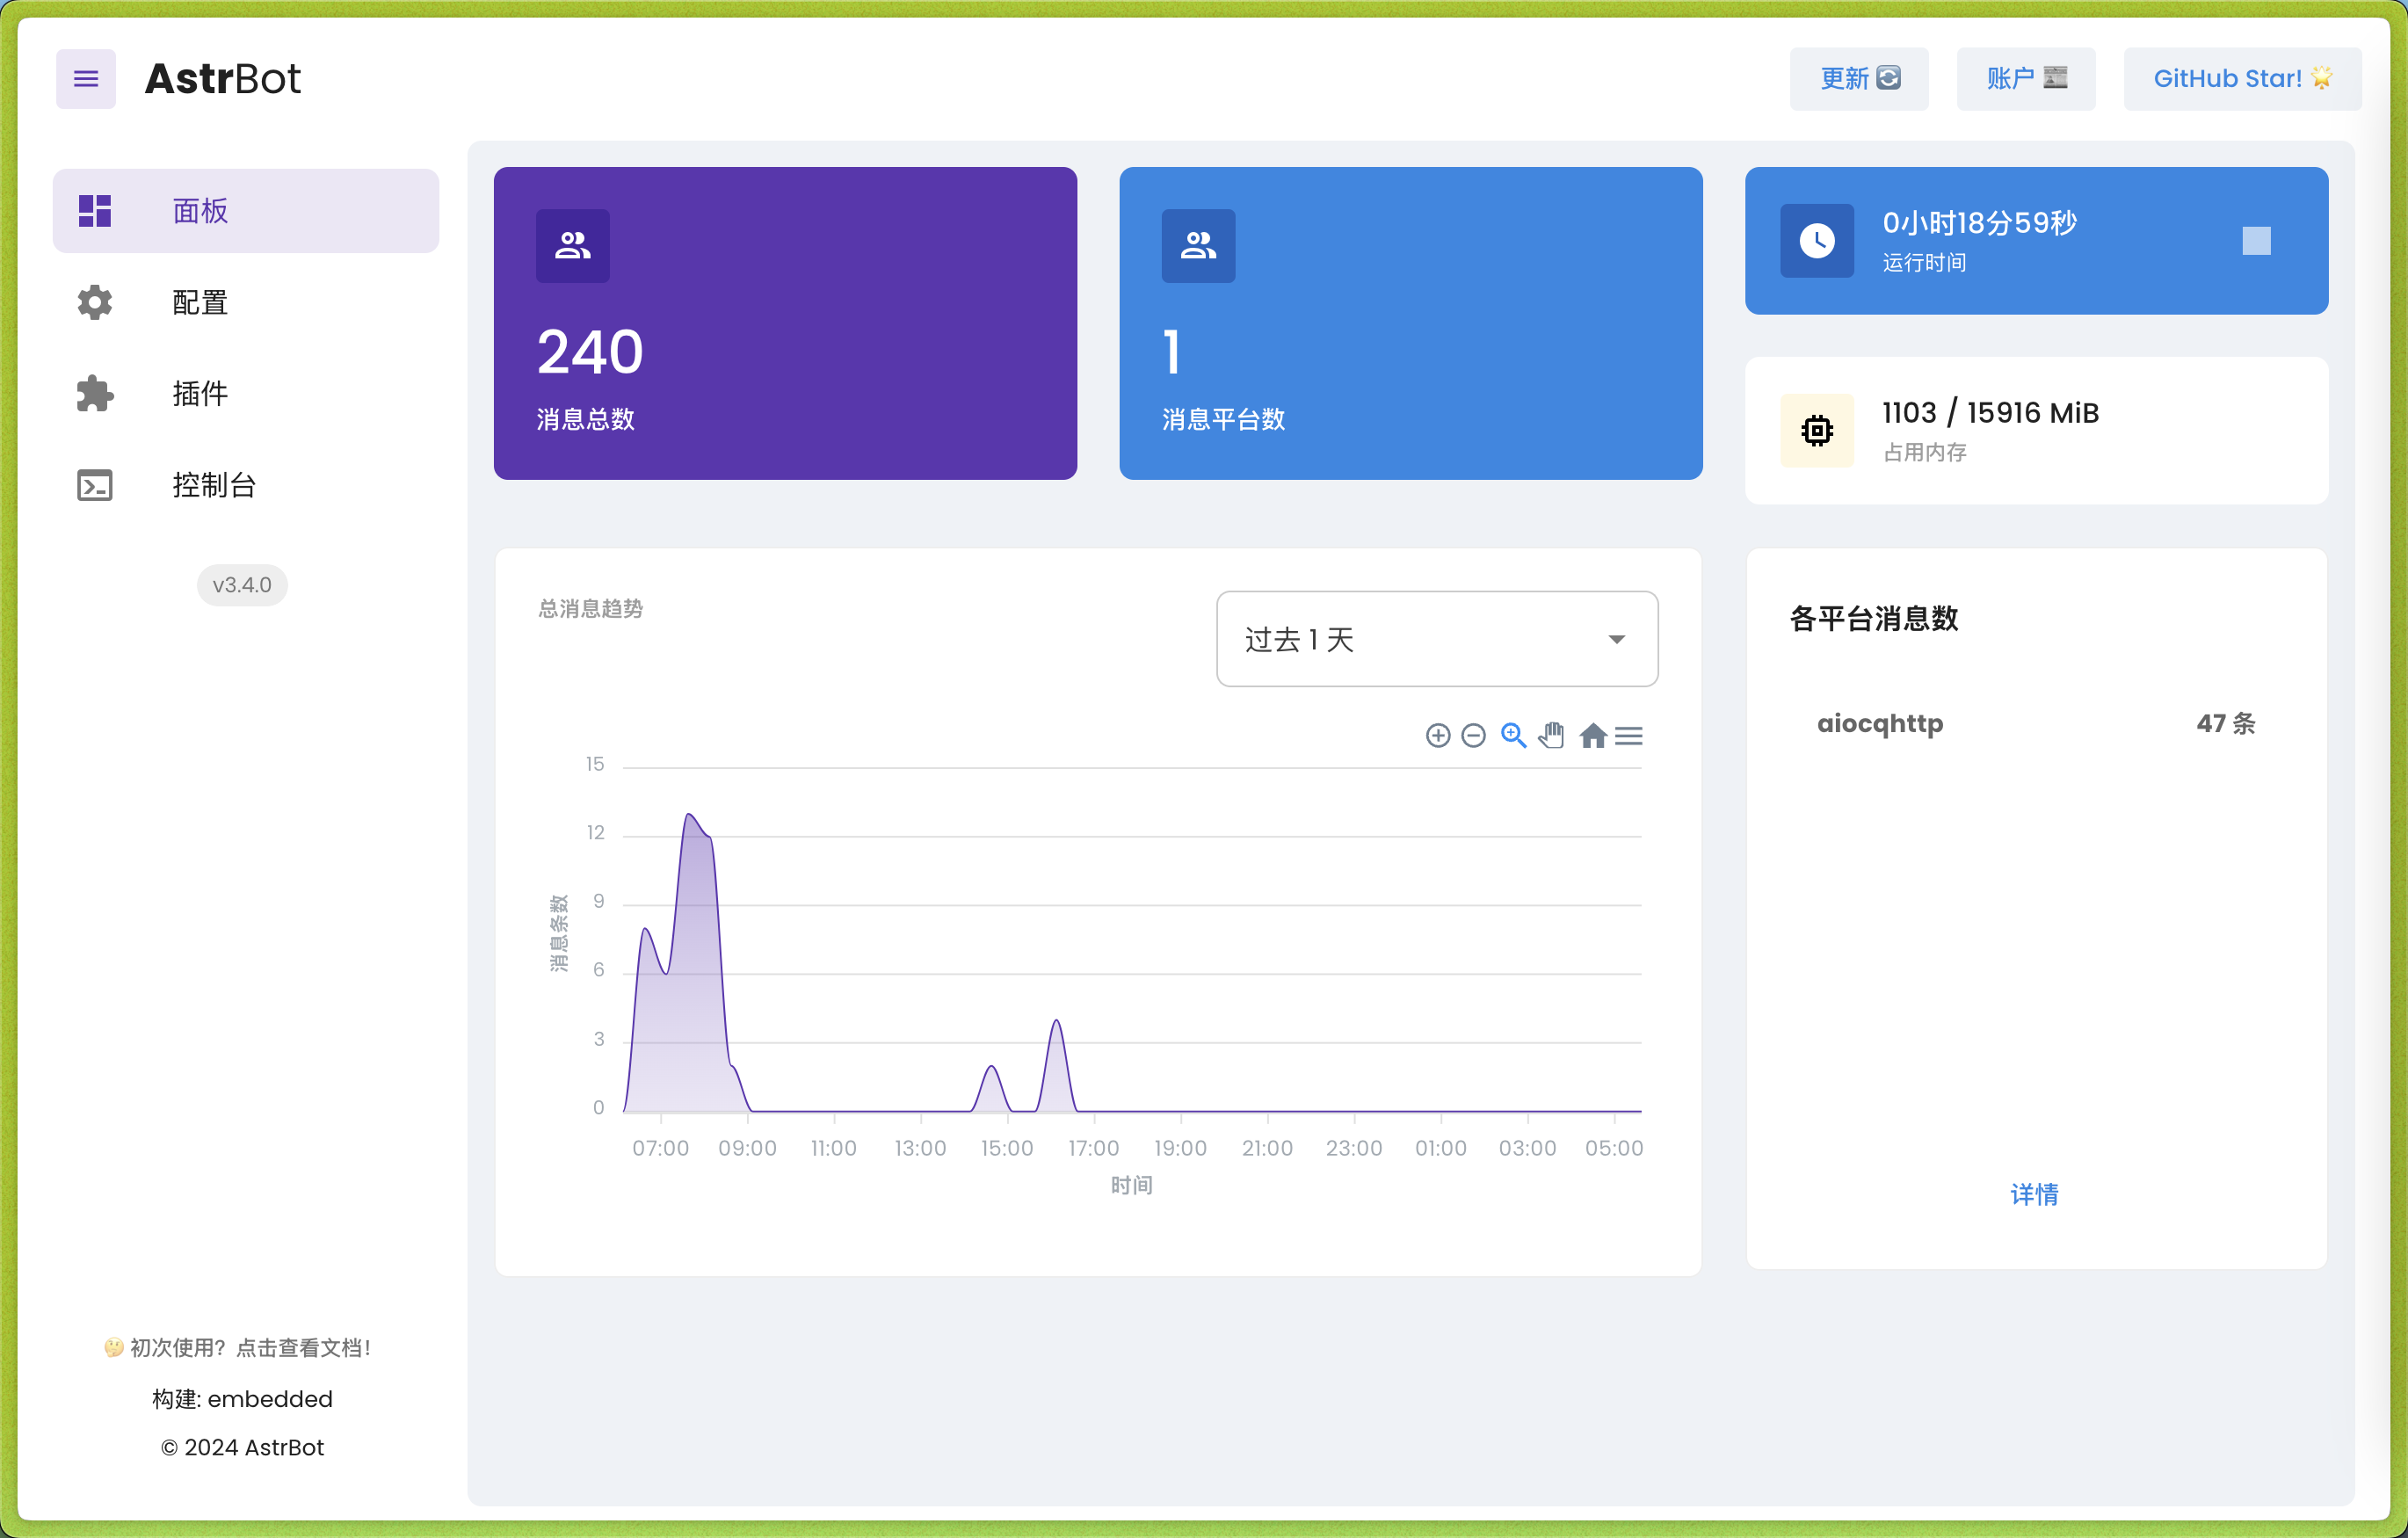 AstrBot
更新
账户
GitHub Star!
面板
配置
插件
控制台
v3.4.0
240
消息总数
1
消息平台数
0小时18分59秒
运行时间
1103 / 15916 MiB
占用内存
总消息趋势
过去 1 天
15
12
9
6
3
0
消息条数
07:00 09:00 11:00 13:00 15:00 17:00 19:00 21:00 23:00 01:00 03:00 05:00
时间
各平台消息数
aiocqhttp 47 条
详情
初次使用？点击查看文档！
构建: embedded
© 2024 AstrBot